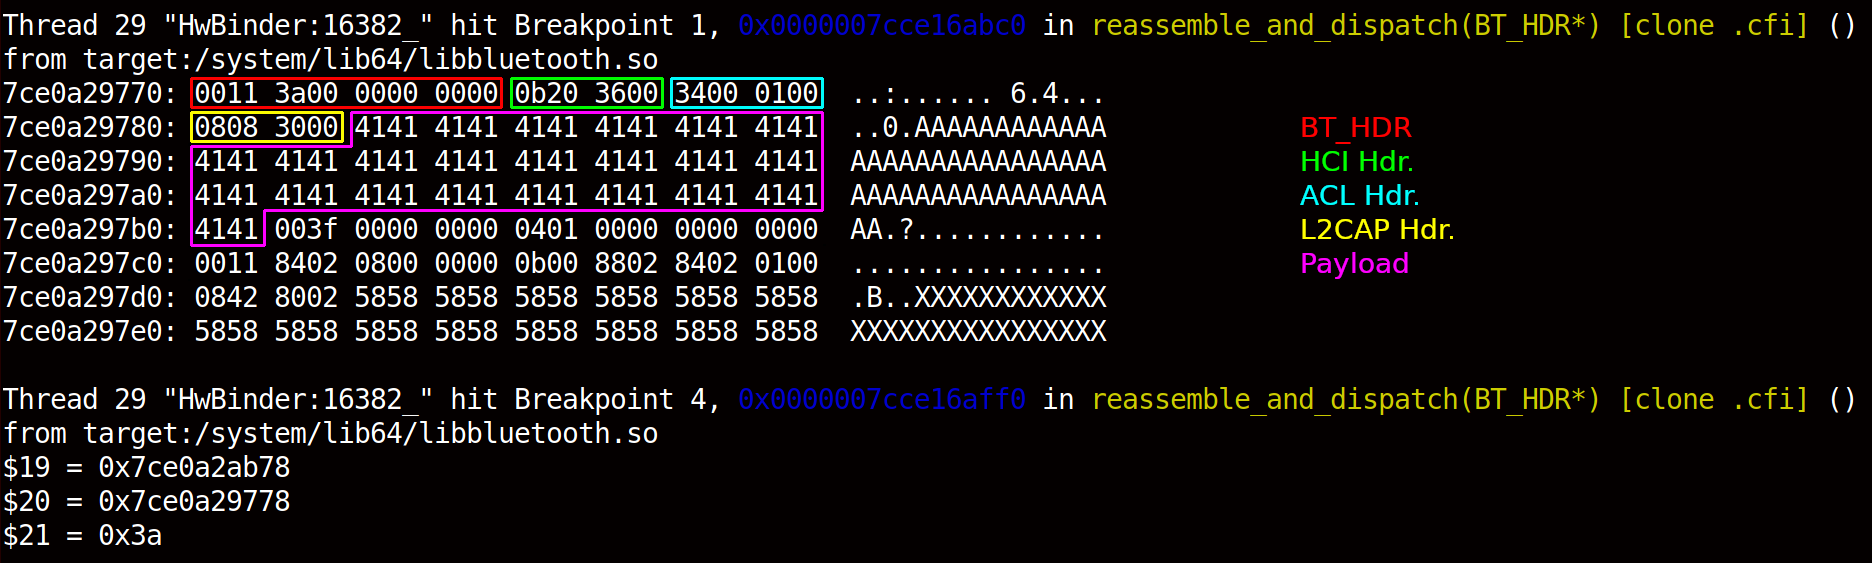 Thread 29 "HwBinder:16382_" hit Breakpoint 1, 0x0000007cce16abc0 in reassemble_and_dispatch(BT_HDR*) [clone .cfi] ()
from target:/system/lib64/libbluetooth.so
7ce0a29770: 0011 3a00 0000 0000 0b20 3600 3400 0100  ..:...... 6.4...
7ce0a29780: 0808 3000 4141 4141 4141 4141 4141 4141  ..0.AAAAAAAAAAAA BT_HDR
7ce0a29790: 4141 4141 4141 4141 4141 4141 4141 4141  AAAAAAAAAAAAAAAA HCI Hdr.
7ce0a297a0: 4141 4141 4141 4141 4141 4141 4141 4141  AAAAAAAAAAAAAAAA ACL Hdr.
7ce0a297b0: 4141 003f 0000 0000 0401 0000 0000 0000  AA.?............ L2CAP Hdr.
7ce0a297c0: 0011 8402 0800 0000 0b00 8802 8402 0100  ................ Payload
7ce0a297d0: 0842 8002 5858 5858 5858 5858 5858 5858  .B..XXXXXXXXXXXX
7ce0a297e0: 5858 5858 5858 5858 5858 5858 5858 5858  XXXXXXXXXXXXXXXX
Thread 29 "HwBinder:16382_" hit Breakpoint 4, 0x0000007cce16aff0 in reassemble_and_dispatch(BT_HDR*) [clone .cfi] ()
from target:/system/lib64/libbluetooth.so
$19 = 0x7ce0a2ab78
$20 = 0x7ce0a29778
$21 = 0x3a